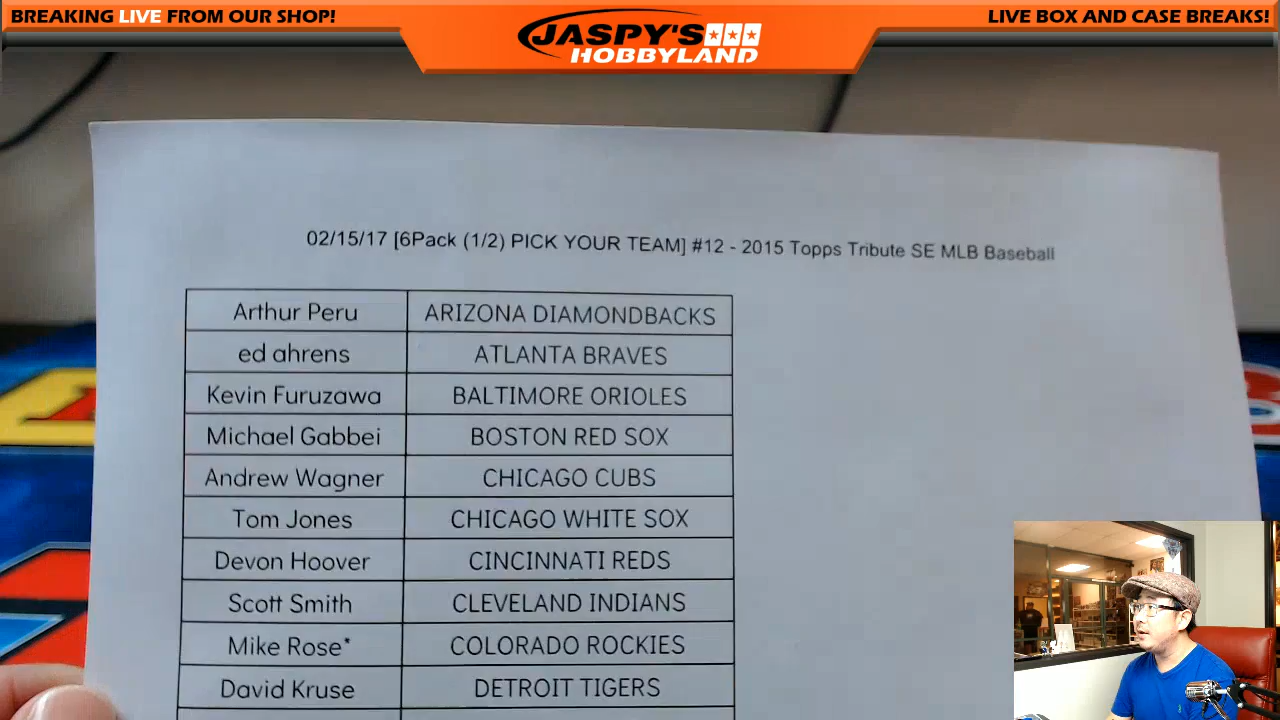 BREAKING LIVE FROM OUR SHOP!
JASPY'S
HOBBYLAND
LIVE BOX AND CASE BREAKS!
02/15/17 [6Pack (1/2) PICK YOUR TEAM] #12 - 2015 Topps Tribute SE MLB Baseball
Arthur Peru ARIZONA DIAMONDBACKS
ed ahrens ATLANTA BRAVES
Kevin Furuzawa BALTIMORE ORIOLES
Michael Gabbei BOSTON RED SOX
Andrew Wagner CHICAGO CUBS
Tom Jones CHICAGO WHITE SOX
Devon Hoover CINCINNATI REDS
Scott Smith CLEVELAND INDIANS
Mike Rose* COLORADO ROCKIES
David Kruse DETROIT TIGERS